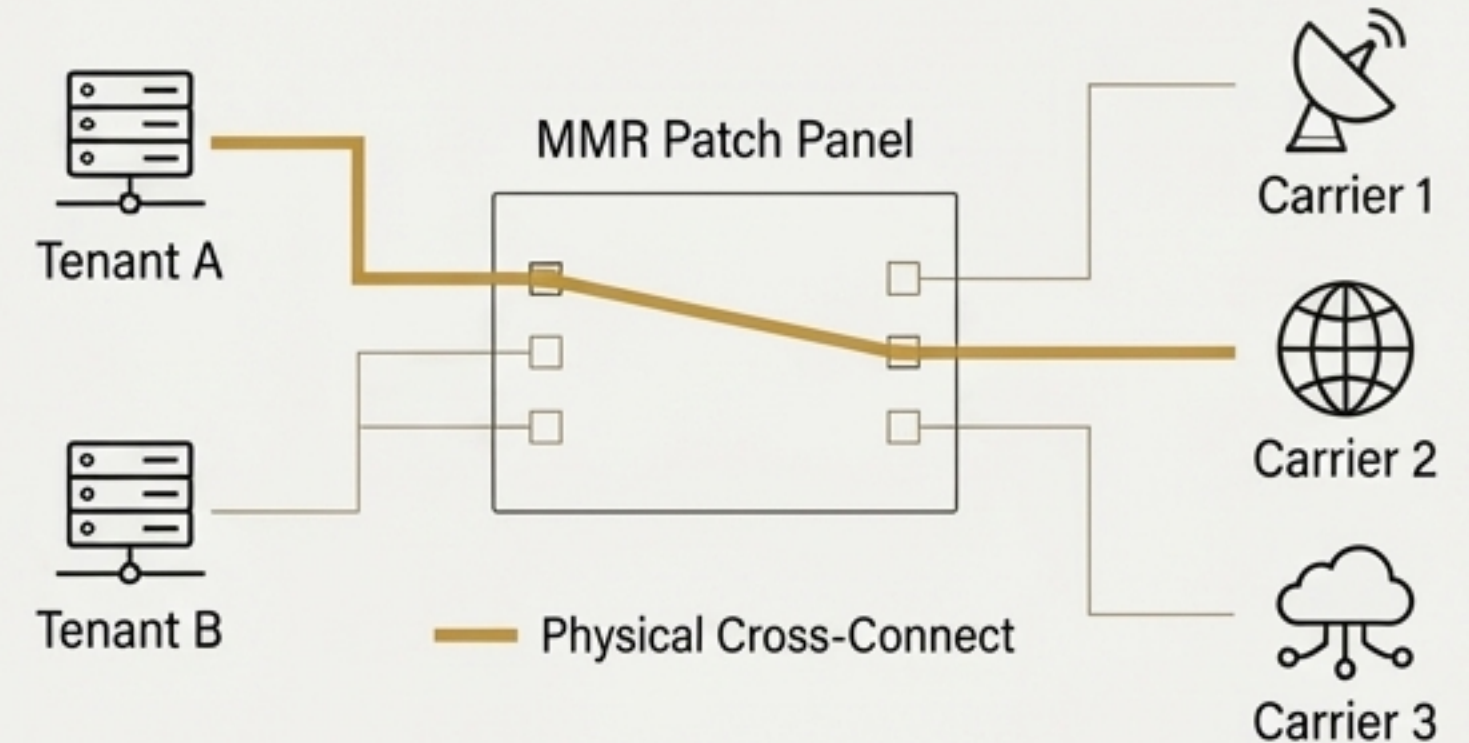 MMR Patch Panel
Tenant A
Tenant B
Carrier 1
Carrier 2
Carrier 3
Physical Cross-Connect